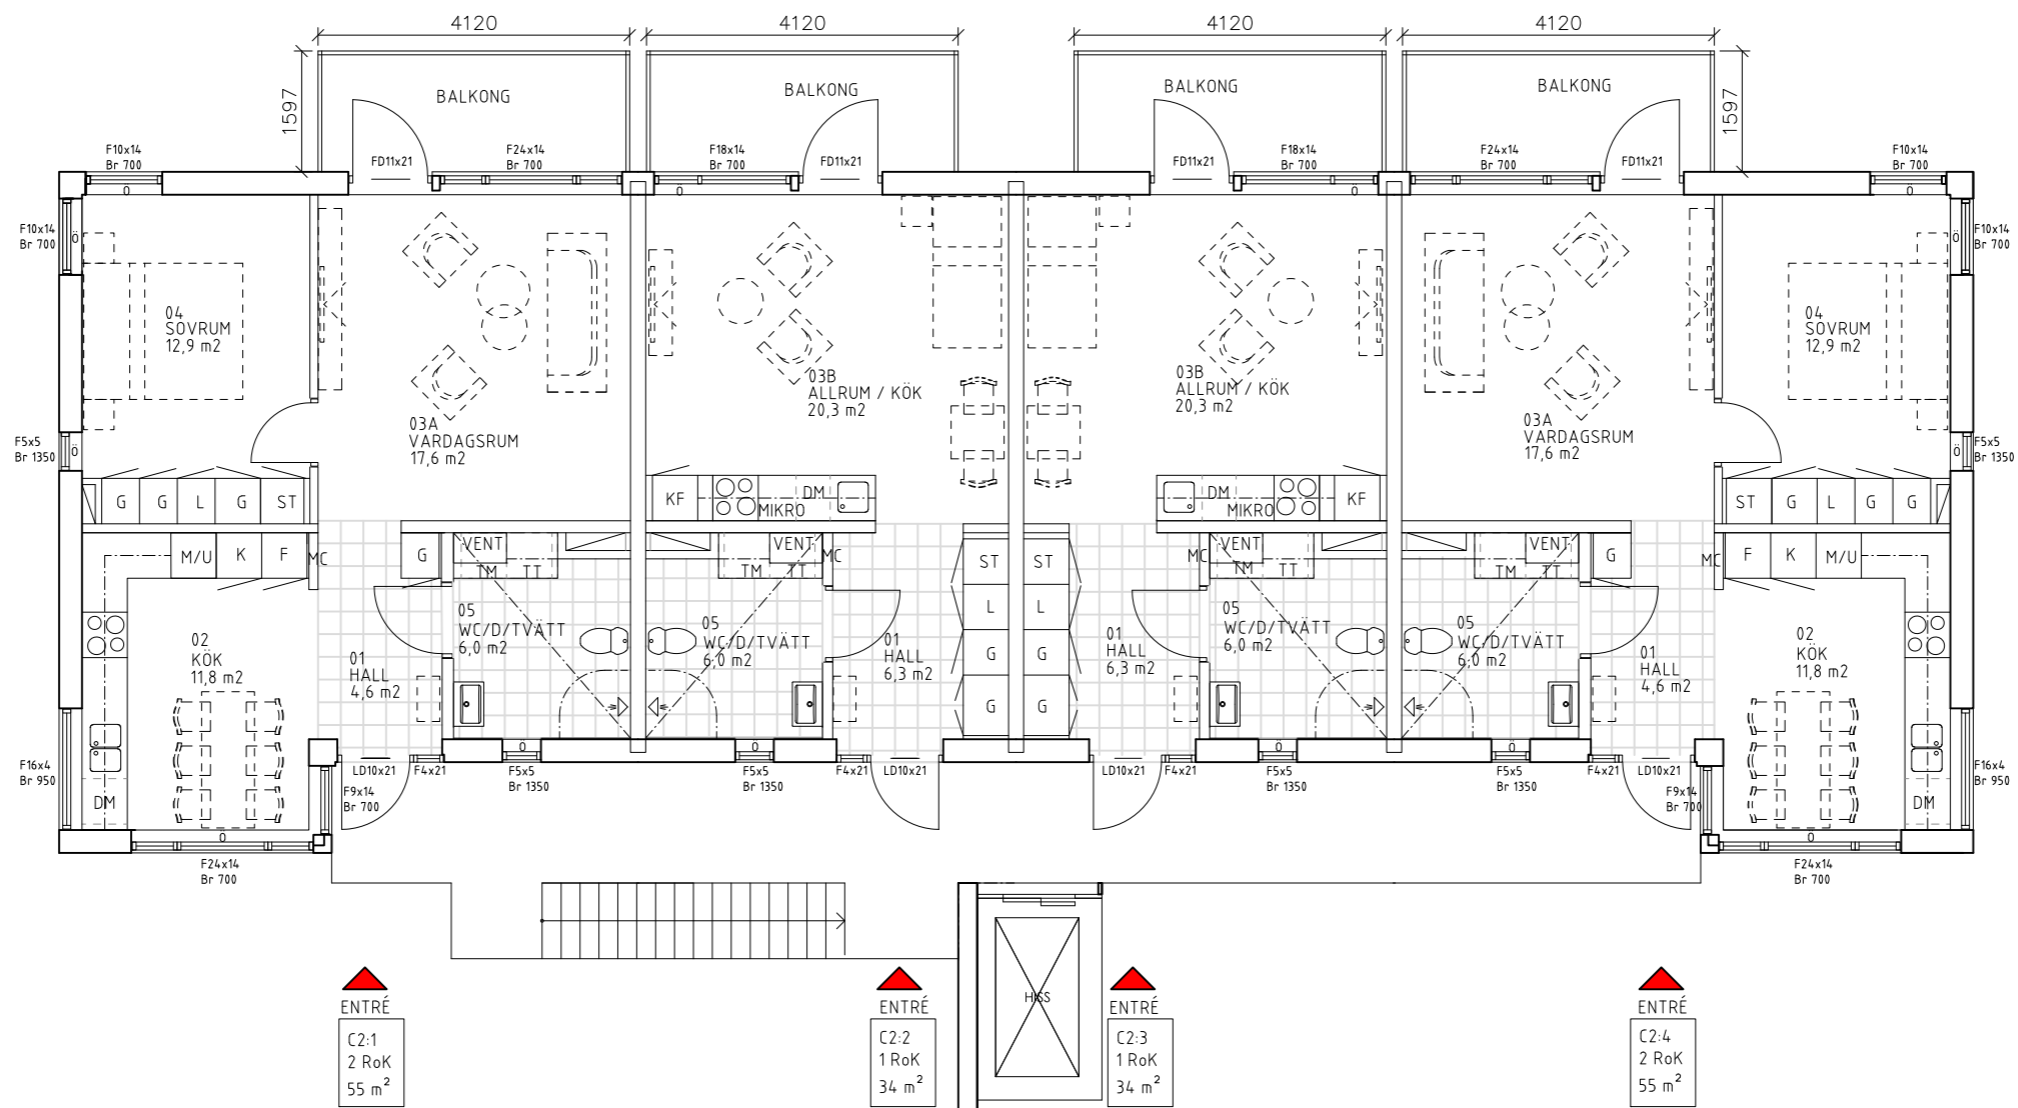 4120
4120
4120
4120
1597
BALKONG
BALKONG
BALKONG
BALKONG
1597
F10x14
Br 700
FD11x21
F24x14
Br 700
F18x14
Br 700
FD11x21
FD11x21
F18x14
Br 700
F24x14
Br 700
FD11x21
F10x14
Br 700
Ö
Ö
Ö
Ö
F10x14
Br 700
Ö
Ö
F10x14
Br 700
04
SOVRUM
12,9 m2
03A
VARDAGSRUM
17,6 m2
03B
ALLRUM / KÖK
20,3 m2
03B
ALLRUM / KÖK
20,3 m2
03A
VARDAGSRUM
17,6 m2
04
SOVRUM
12,9 m2
F5x5
Br 1350
Ö
Ö
F5x5
Br 1350
G
G
L
G
ST
KF
DM
MIKRO
DM
MIKRO
KF
ST
G
L
G
G
M/U
K
F
MC
G
VENT
TM
TT
VENT
TM
TT
MC
ST
ST
MC
VENT
TM
TT
VENT
TM
TT
G
MC
F
K
M/U
L
L
G
G
G
G
02
KÖK
11,8 m2
01
HALL
4,6 m2
05
WC/D/TVÄTT
6,0 m2
05
WC/D/TVÄTT
6,0 m2
01
HALL
6,3 m2
01
HALL
6,3 m2
05
WC/D/TVÄTT
6,0 m2
05
WC/D/TVÄTT
6,0 m2
01
HALL
4,6 m2
02
KÖK
11,8 m2
F16x4
Br 950
DM
Ö
F9x14
Br 700
LD10x21
F4x21
Ö
F5x5
Br 1350
Ö
F5x5
Br 1350
F4x21
LD10x21
LD10x21
F4x21
Ö
F5x5
Br 1350
Ö
F5x5
Br 1350
F4x21
LD10x21
F9x14
Br 700
Ö
DM
F16x4
Br 950
F24x14
Br 700
F24x14
Br 700
HISS
ENTRÉ
C2:1
2 RoK
55 m²
ENTRÉ
C2:2
1 RoK
34 m²
ENTRÉ
C2:3
1 RoK
34 m²
ENTRÉ
C2:4
2 RoK
55 m²